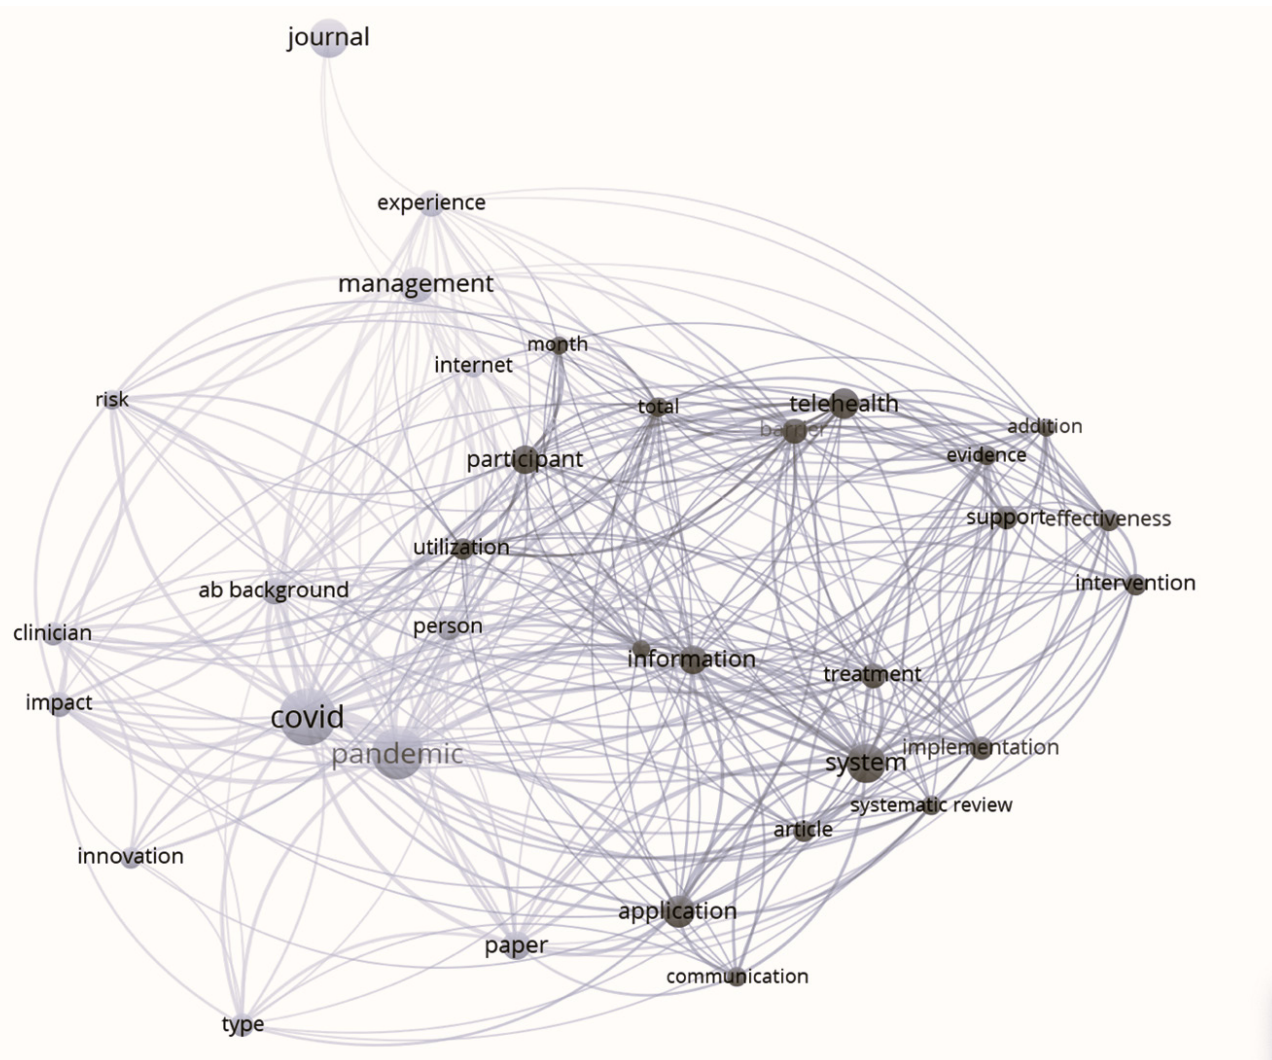 journal
experience
management
month
internet
risk
total
telehealth
barrier
addition
evidence
participant
support
effectiveness
utilization
intervention
ab background
person
clinician
information
treatment
impact
covid
pandemic
implementation
system
systematic review
article
innovation
application
paper
communication
type